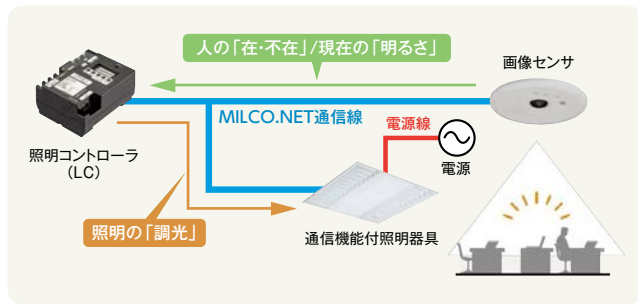 人の「在・不在」/現在の「明るさ」
画像センサ
MILCO.NET通信線
電源線
照明コントローラ
(LC)
電源
照明の「調光」
通信機能付照明器具